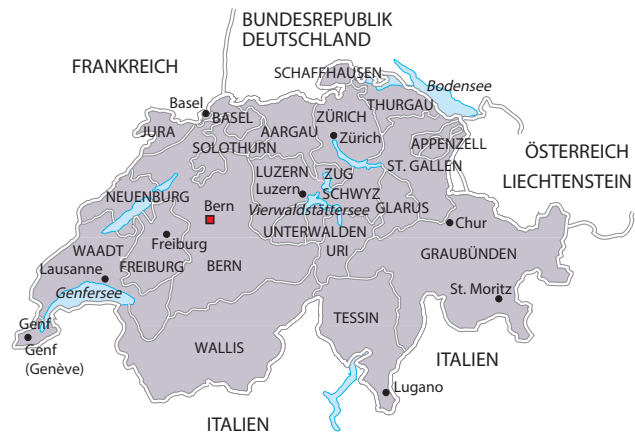 BUNDESREPUBLIK
DEUTSCHLAND
FRANKREICH
SCHAFFHAUSEN
Bodensee
Basel
THURGAU
BASEL
ZÜRICH
JURA
AARGAU
Zürich
APPENZELL
SOLOTHURN
ÖSTERREICH
ST. GALLEN
LUZERN
ZUG
LIECHTENSTEIN
NEUENBURG
Luzern
SCHWYZ
Bern
Vierwaldstättersee
GLARUS
Chur
UNTERWALDEN
Freiburg
WAADT
URI
GRAUBÜNDEN
Lausanne
FREIBURG
BERN
Genfersee
St. Moritz
Genf
TESSIN
Genf
(Genève)
WALLIS
ITALIEN
Lugano
ITALIEN